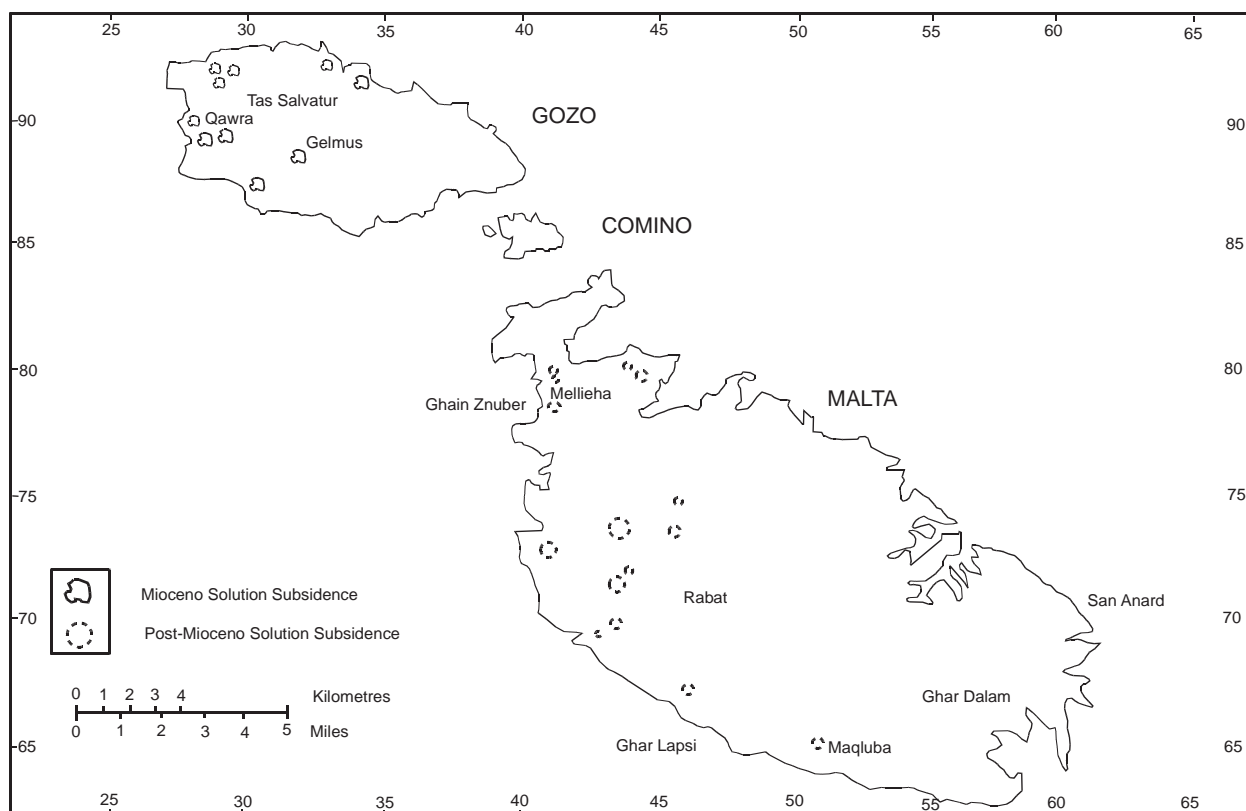 25 30 35 40 45 50 55 60 65
Tas Salvatur
90 Qawra GOZO 90
Gelmus
COMINO
85 85
80 80
Mellieha
Ghain Znuber MALTA
75 75
Mioceno Solution Subsidence Rabat San Anard
70 70
Post-Mioceno Solution Subsidence
0 1 2 3 4 Kilometres Ghar Dalam
0 1 2 3 4 5 Miles
65 Ghar Lapsi Maqluba 65
25 30 40 45 50 55 60 65